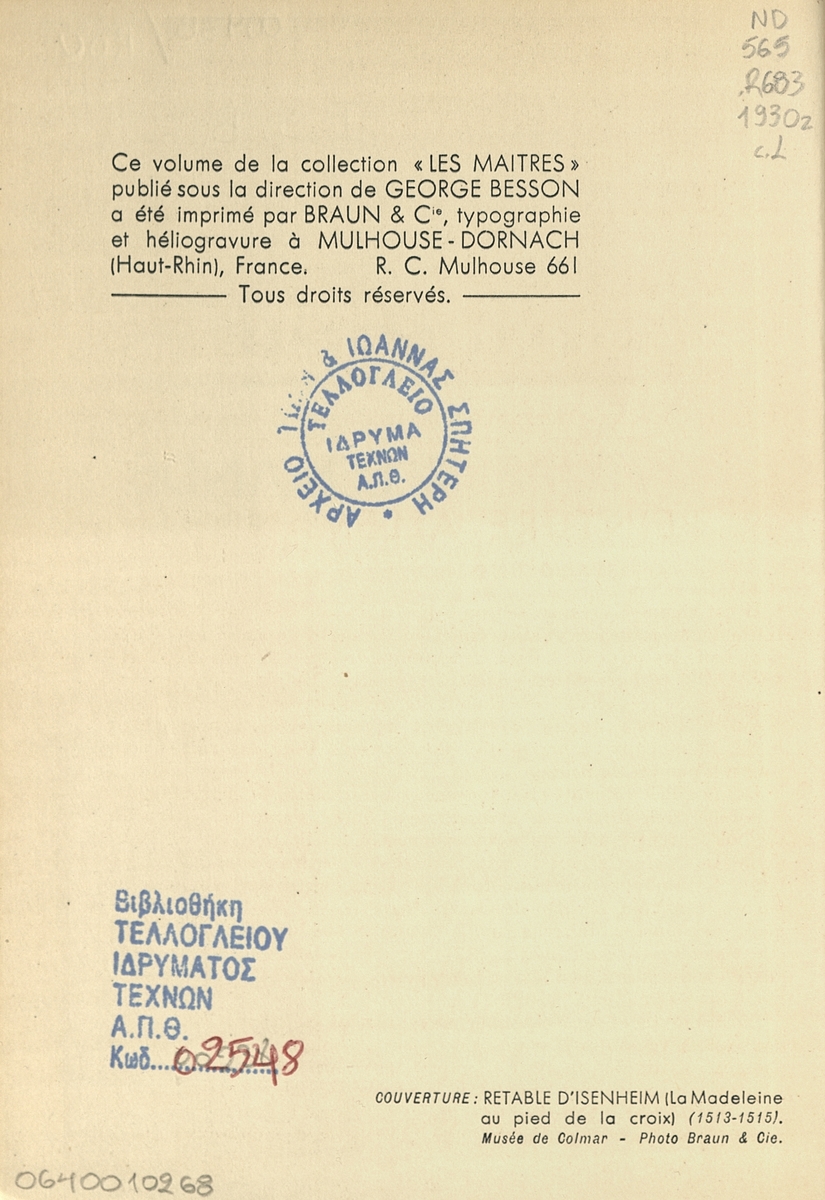 ND
565
.R683
1930z
Ce volume de la collection « LES MAITRES »
publié sous la direction de GEORGE BESSON
a été imprimé par BRAUN & Cie, typographie
et héliogravure à MULHOUSE - DORNACH
(Haut-Rhin), France. R. C. Mulhouse 661
Tous droits réservés.
ΑΡΧΕΙΟ & ΙΩΑΝΝΑΣ ΣΠΗΤΕΡΗ *
ΤΕΛΛΟΓΛΕΙΟ
ΙΔΡΥΜΑ
ΤΕΧΝΩΝ
Α.Π.Θ.
Βιβλιοθήκη
ΤΕΛΛΟΓΛΕΙΟΥ
ΙΔΡΥΜΑΤΟΣ
ΤΕΧΝΩΝ
Α.Π.Θ.
Κωδ. 02548
COUVERTURE : RETABLE D'ISENHEIM (La Madeleine
au pied de la croix) (1513-1515).
Musée de Colmar - Photo Braun & Cie.
0640010268